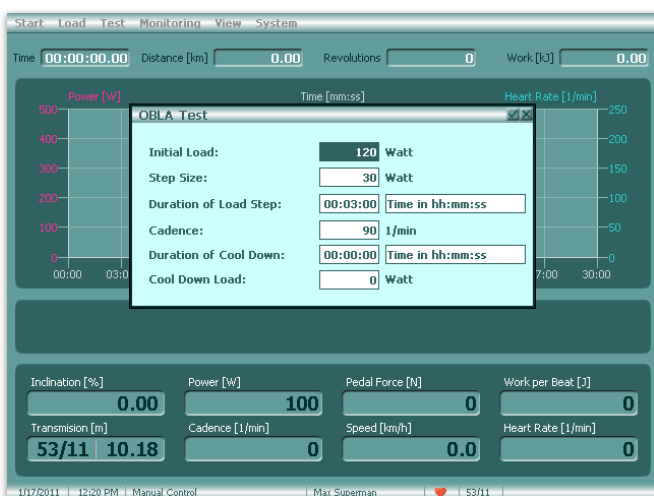 Start Load Test Monitoring View System
Time 00:00:00.00 Distance [km] 0.00 Revolutions 0 Work [kJ] 0.00
Power [W] Time [mm:ss] Heart Rate [1/min]
500 250
OBLA Test
400 200
Initial Load: 120 Watt
300 150
Step Size: 30 Watt
200 100
Duration of Load Step: 00:03:00 Time in hh:mm:ss
100 50
Cadence: 90 1/min
0 0
Duration of Cool Down: 00:00:00 Time in hh:mm:ss
00:00 03:0 7:00 30:00
Cool Down Load: 0 Watt
Inclination [%] Power [W] Pedal Force [N] Work per Beat [J]
0.00 100 0 0
Transmision [m] Cadence [1/min] Speed [km/h] Heart Rate [1/min]
53/11 10.18 0 0.0 0
1/17/2011 12:20 PM Manual Control Max Superman 53/11